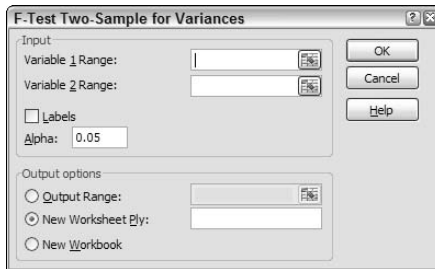 F-Test Two-Sample for Variances
Input
Variable 1 Range:
Variable 2 Range:
Labels
Alpha: 0.05
OK
Cancel
Help
Output options
Output Range:
New Worksheet Ply:
New Workbook